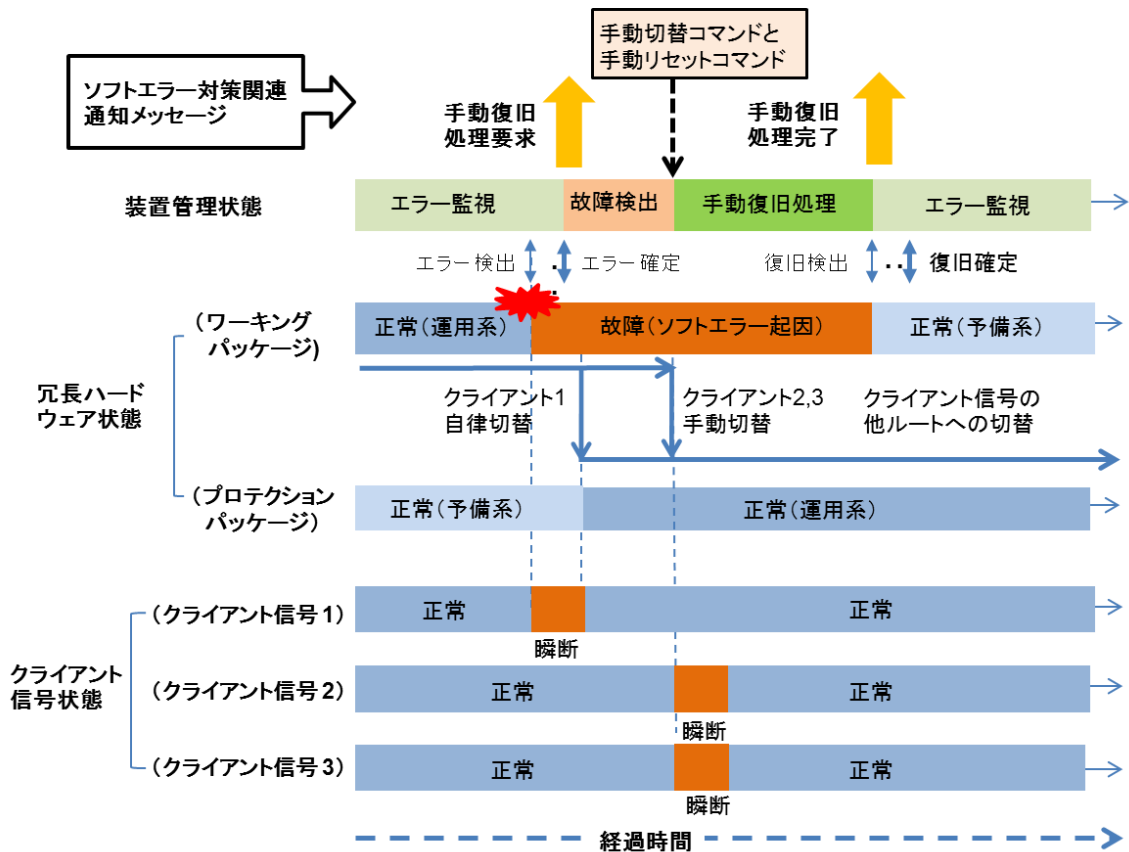 手動切替コマンドと
手動リセットコマンド
ソフトエラー対策関連
通知メッセージ
手動復旧
処理要求
手動復旧
処理完了
装置管理状態
エラー監視
故障検出
手動復旧処理
エラー監視
エラー検出
エラー確定
復旧検出
復旧確定
冗長ハード
ウェア状態
(ワーキング
パッケージ)
正常(運用系)
故障(ソフトエラー起因)
正常(予備系)
クライアント1
自律切替
クライアント2,3
手動切替
クライアント信号の
他ルートへの切替
(プロテクション
パッケージ)
正常(予備系)
正常(運用系)
クライアント
信号状態
(クライアント信号1)
正常
正常
瞬断
(クライアント信号2)
正常
正常
瞬断
(クライアント信号3)
正常
正常
瞬断
経過時間